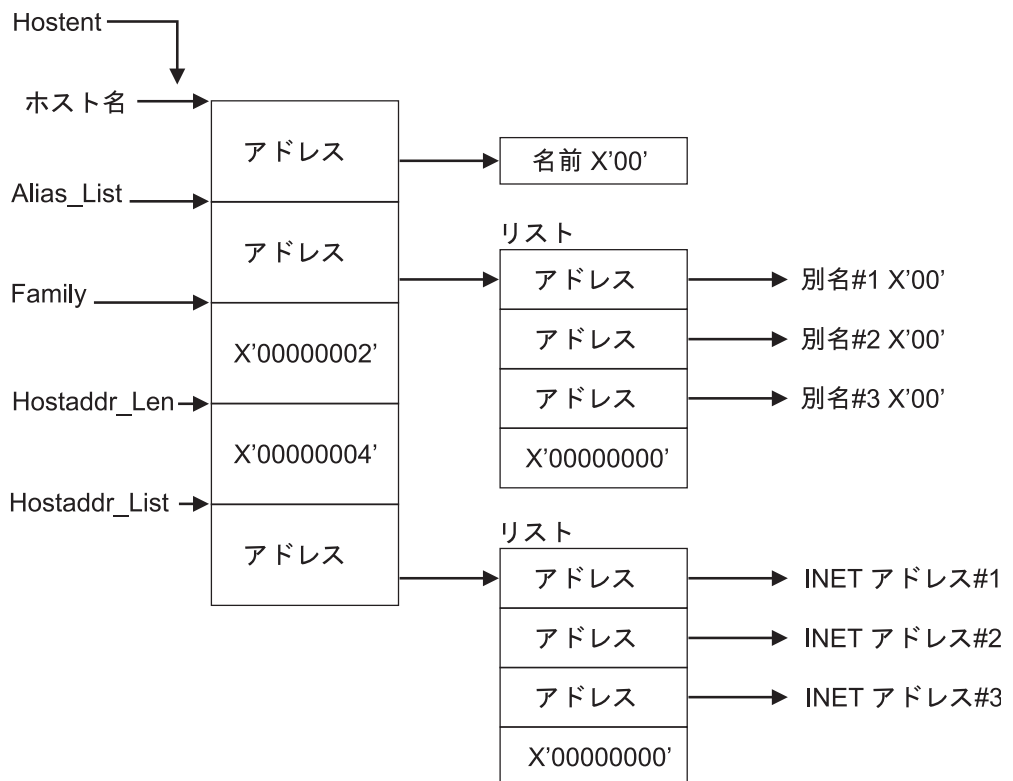 Hostent
ホスト名
アドレス
名前 X’00’
Alias_List
アドレス
リスト
アドレス
別名#1 X’00’
アドレス
別名#2 X’00’
アドレス
別名#3 X’00’
X’00000000’
Family
X’00000002’
Hostaddr_Len
X’00000004’
Hostaddr_List
アドレス
リスト
アドレス
INET アドレス#1
アドレス
INET アドレス#2
アドレス
INET アドレス#3
X’00000000’